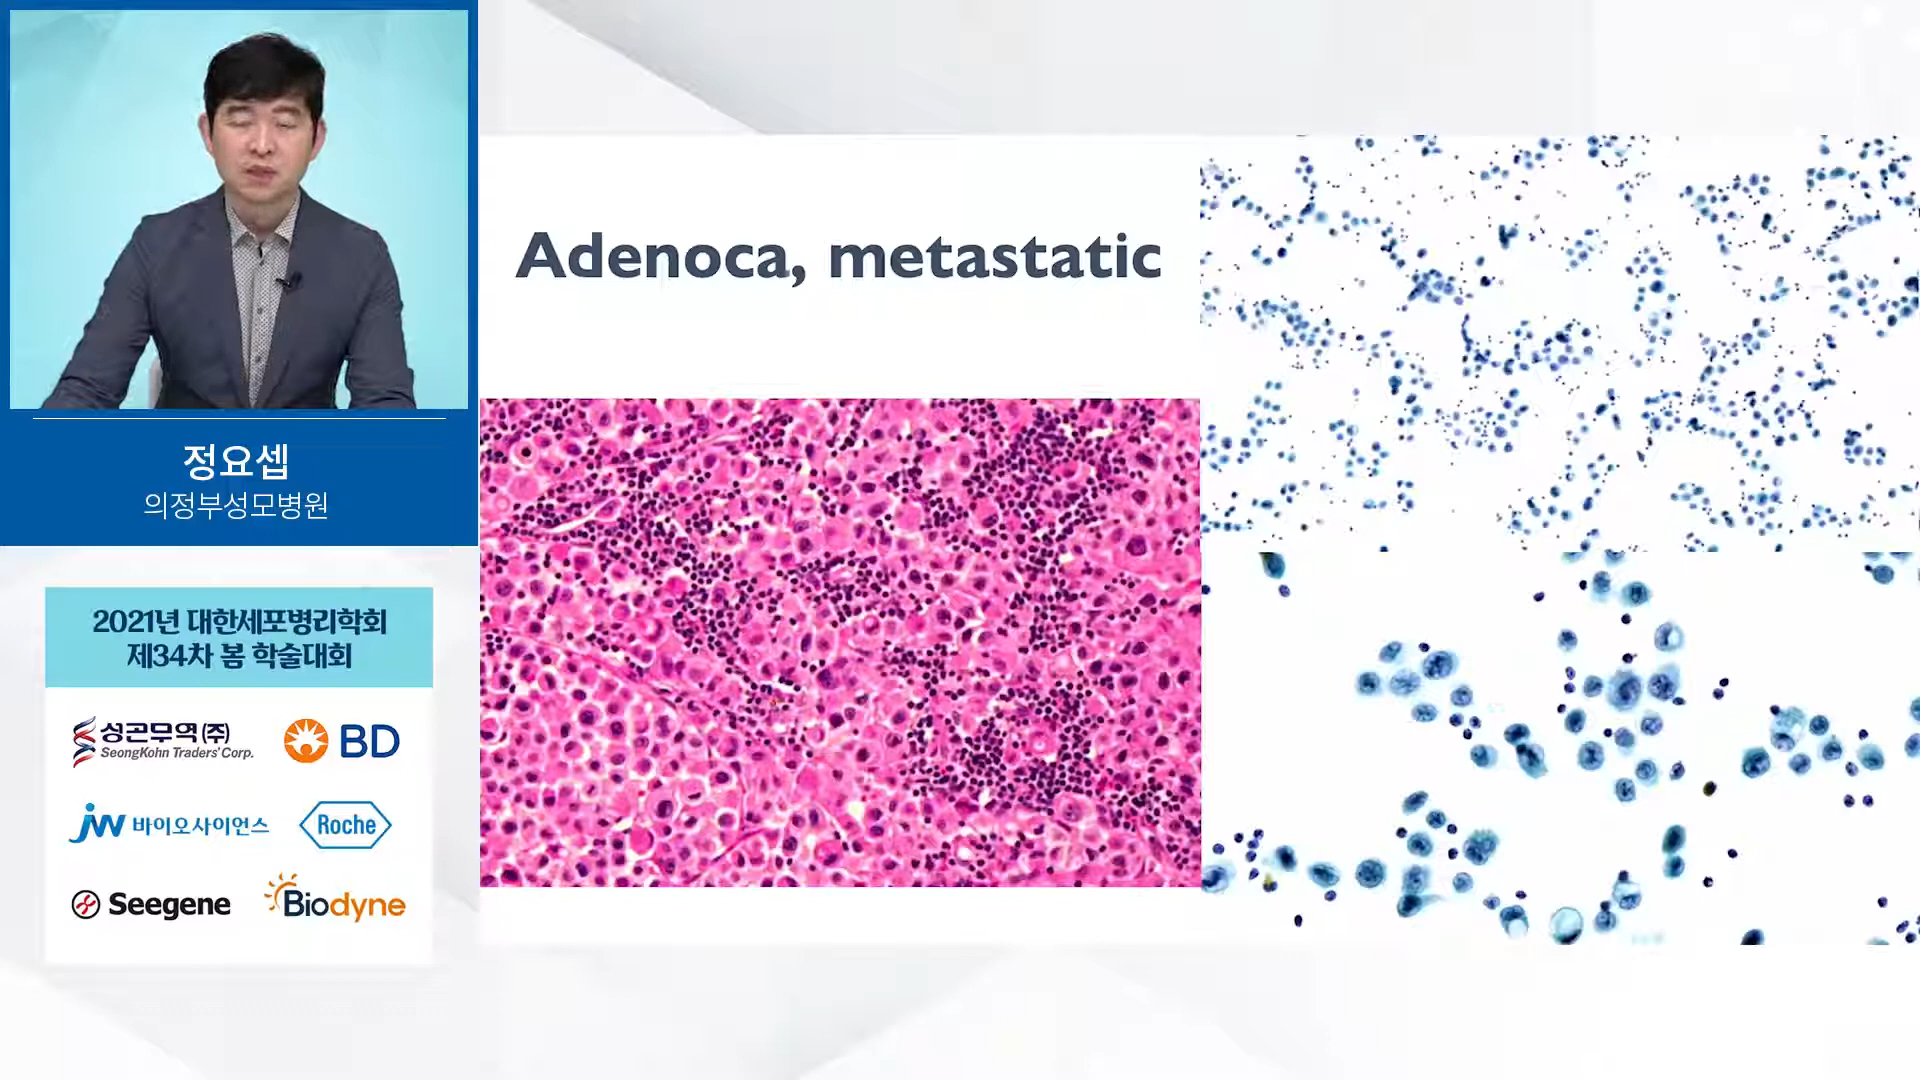 정요셉
의정부성모병원
2021년 대한세포병리학회
제34차 봄 학술대회
성곤무역(주)
SeongKohn Traders' Corp.
BD
jw 바이오사이언스
Roche
Seegene
Biodyne
Adenoca, metastatic